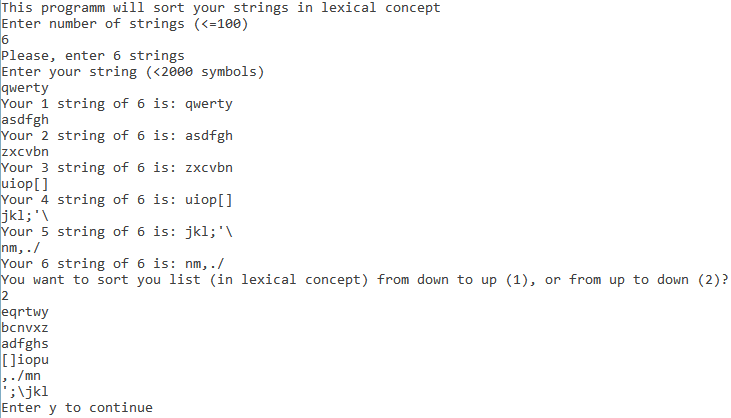 This programm will sort your strings in lexical concept
Enter number of strings (<=100)
6
Please, enter 6 strings
Enter your string (<2000 symbols)
qwerty
Your 1 string of 6 is: qwerty
asdfgh
Your 2 string of 6 is: asdfgh
zxcvbn
Your 3 string of 6 is: zxcvbn
uiop[]
Your 4 string of 6 is: uiop[]
jkl;'\
Your 5 string of 6 is: jkl;'\
nm,./
Your 6 string of 6 is: nm,./
You want to sort you list (in lexical concept) from down to up (1), or from up to down (2)?
2
eqrtwy
bcnvxz
adfghs
[]iopu
,./mn
';\jkl
Enter y to continue